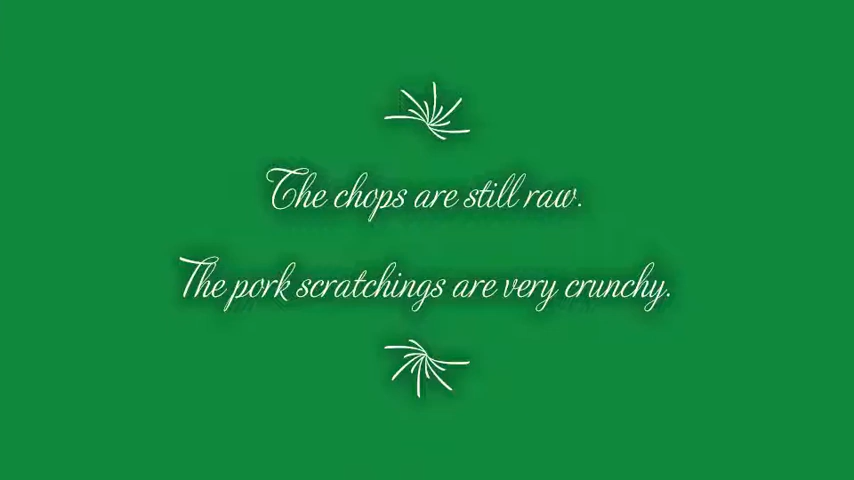 The chops are still raw.
The pork scratchings are very crunchy.